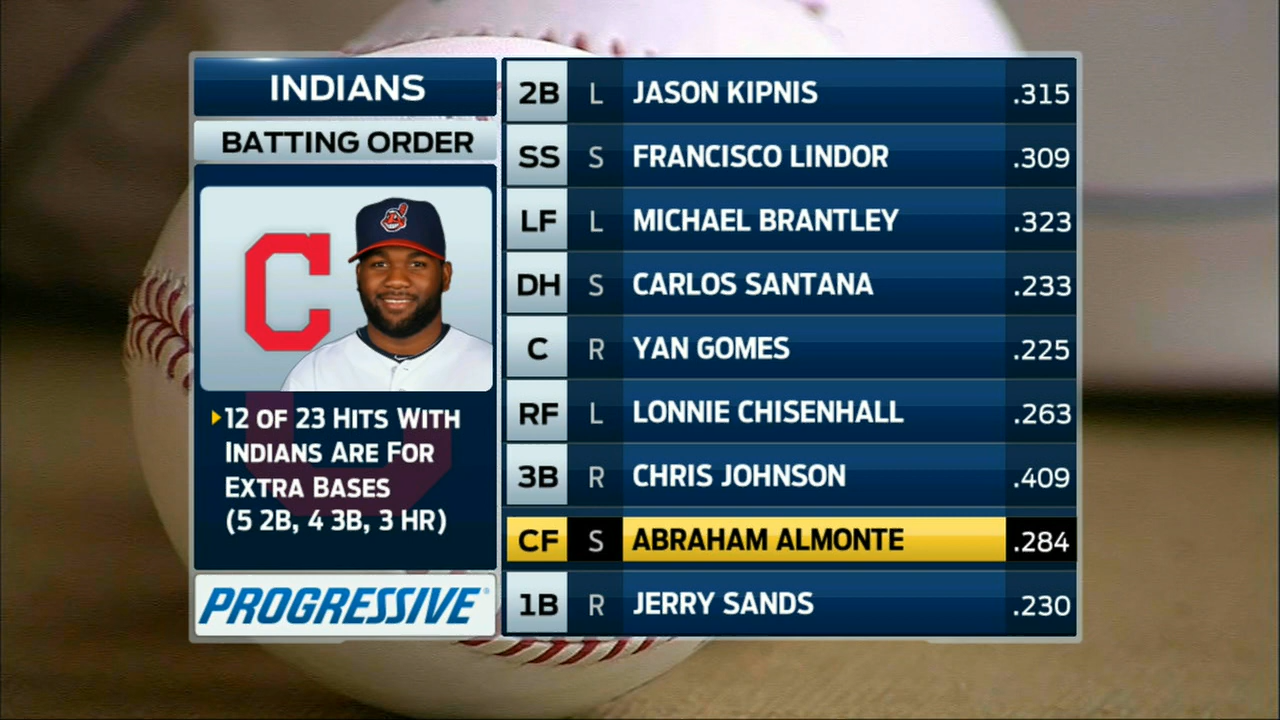 INDIANS
BATTING ORDER
C
12 OF 23 HITS WITH
INDIANS ARE FOR
EXTRA BASES
(5 2B, 4 3B, 3 HR)
PROGRESSIVE®
2B L JASON KIPNIS .315
SS S FRANCISCO LINDOR .309
LF L MICHAEL BRANTLEY .323
DH S CARLOS SANTANA .233
C R YAN GOMES .225
RF L LONNIE CHISENHALL .263
3B R CHRIS JOHNSON .409
CF S ABRAHAM ALMONTE .284
1B R JERRY SANDS .230